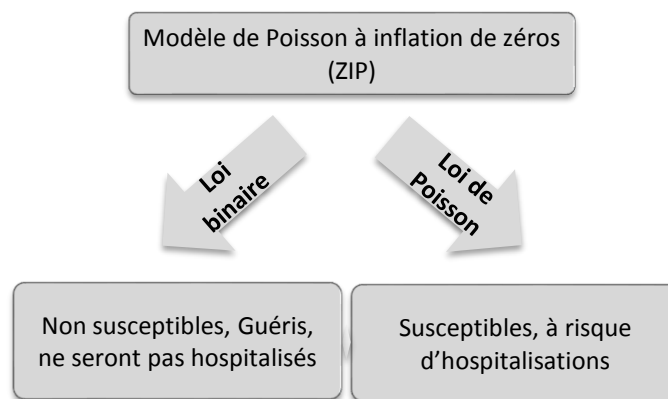 Modèle de Poisson à inflation de zéros
(ZIP)
Loi
binaire
Loi de
Poisson
Non susceptibles, Guéris,
ne seront pas hospitalisés
Susceptibles, à risque
d’hospitalisations